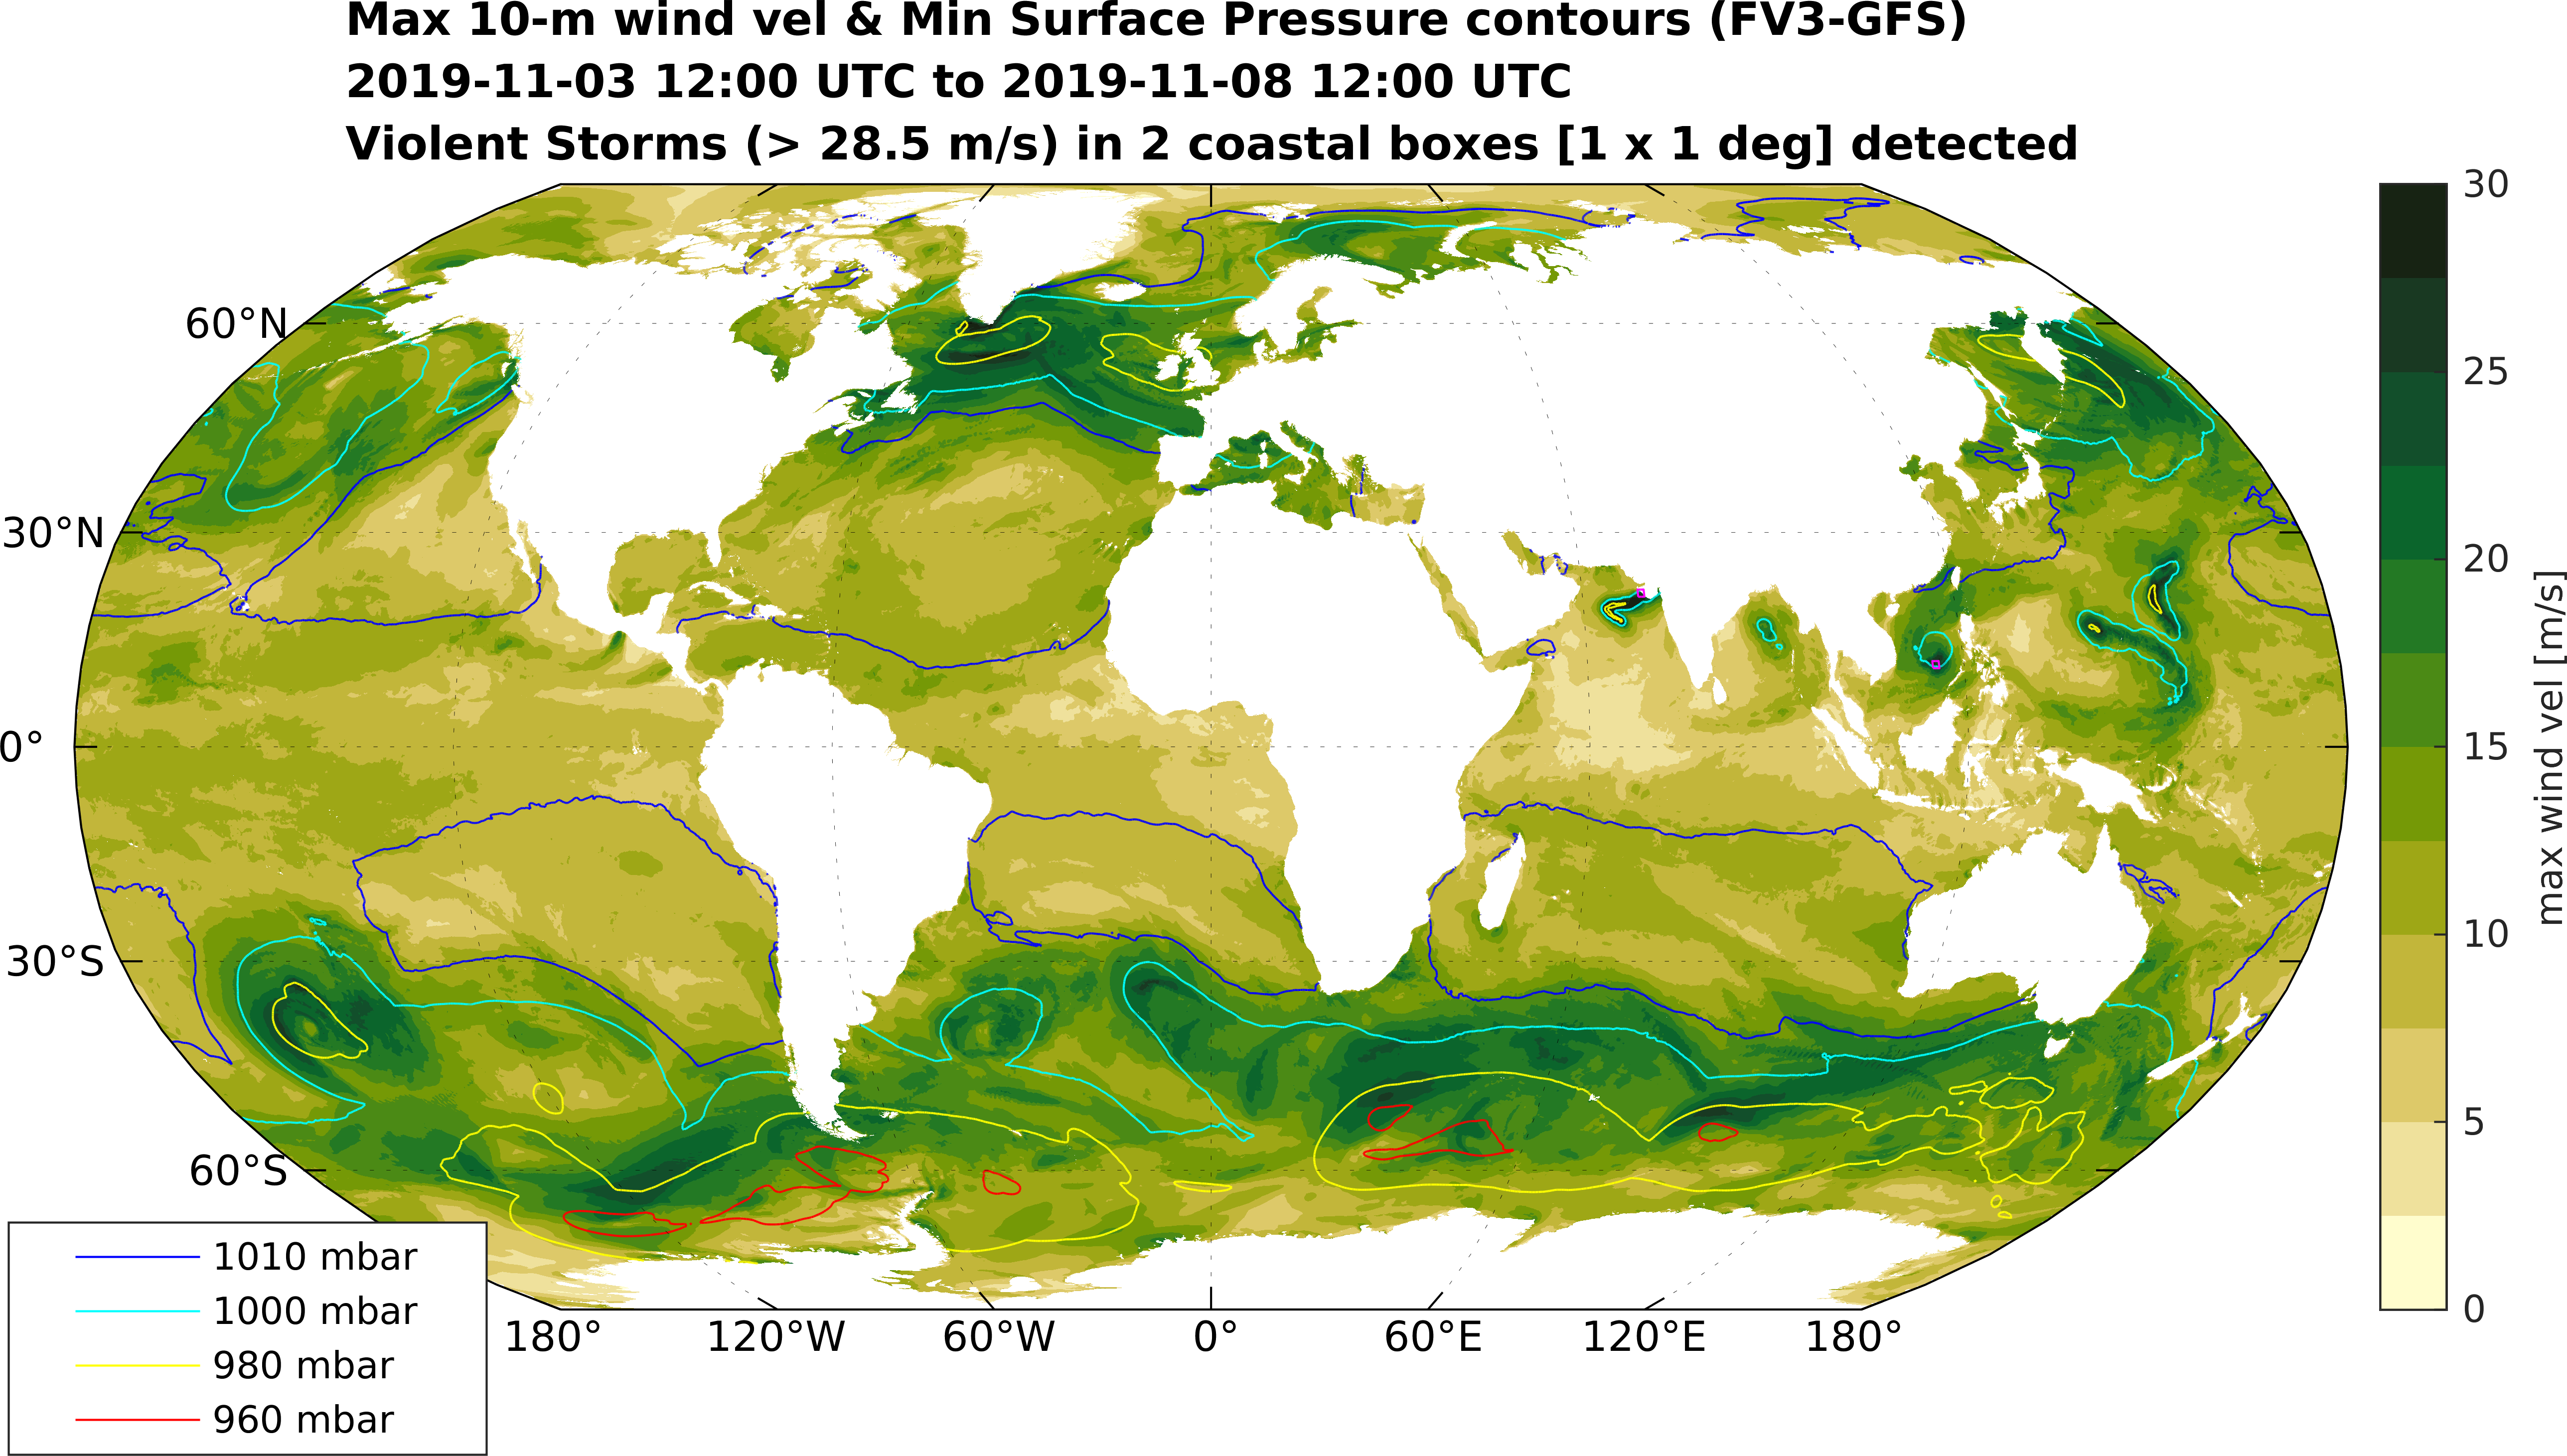 Max 10-m wind vel & Min Surface Pressure contours (FV3-GFS)
2019-11-03 12:00 UTC to 2019-11-08 12:00 UTC
Violent Storms (> 28.5 m/s) in 2 coastal boxes [1 x 1 deg] detected
60°N
30°N
0°
30°S
60°S
180°
120°W
60°W
0°
60°E
120°E
180°
1010 mbar
1000 mbar
980 mbar
960 mbar
30
25
20
15
10
5
0
max wind vel [m/s]